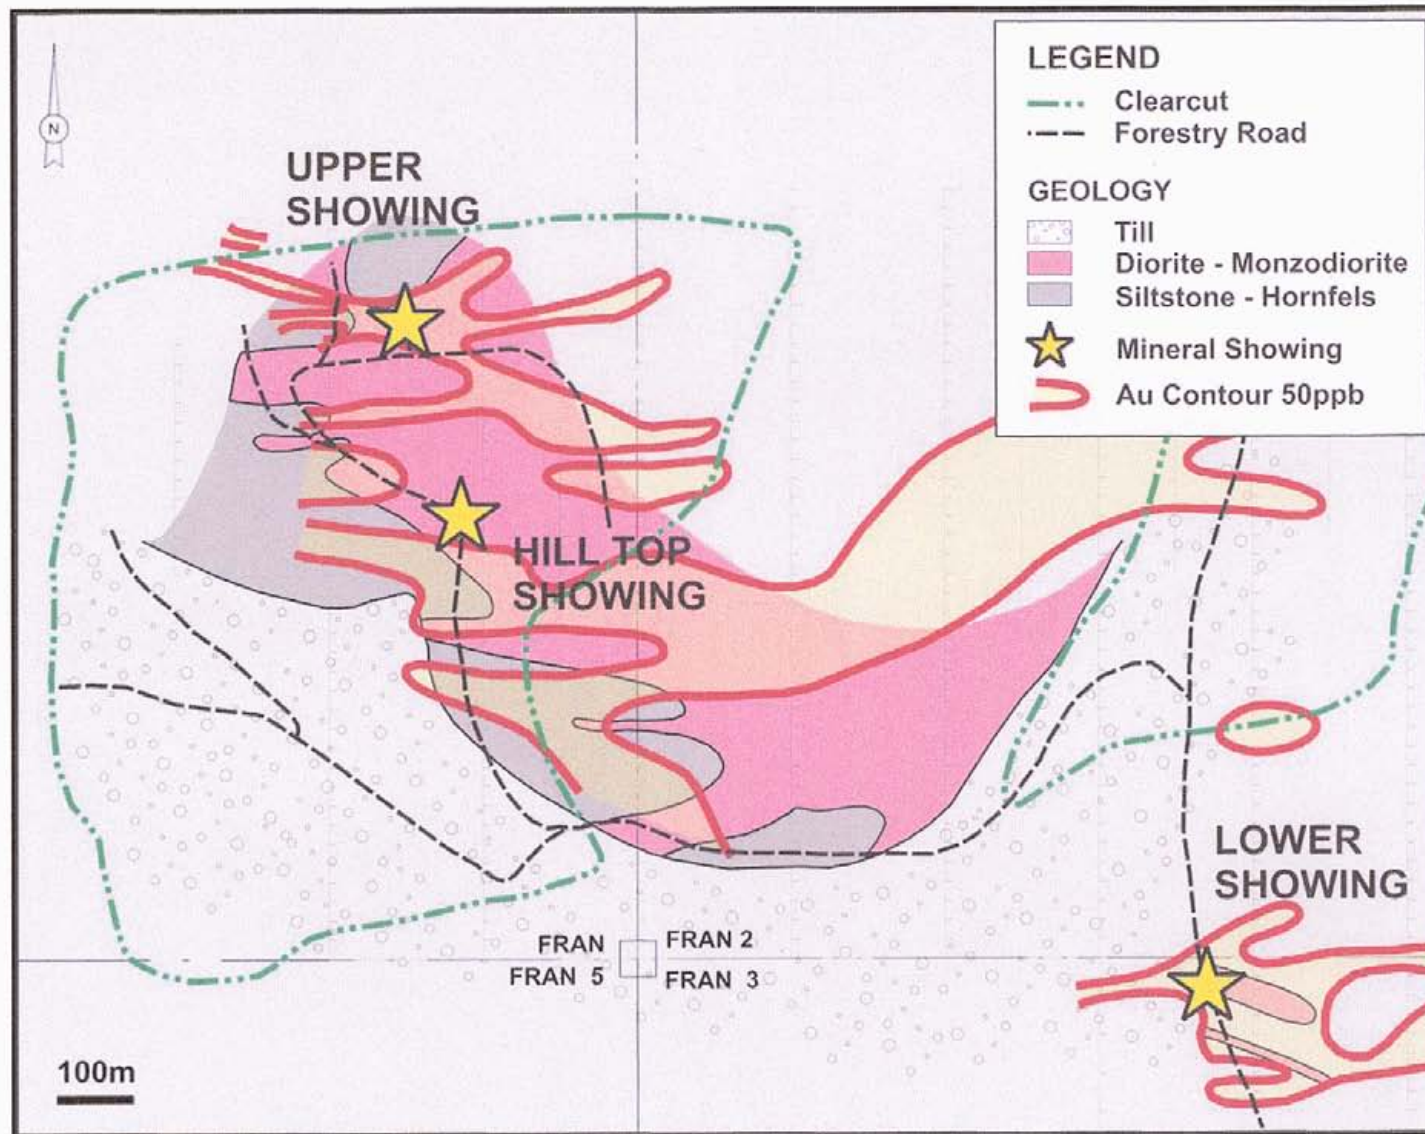 LEGEND
Clearcut
Forestry Road
GEOLOGY
Till
Diorite - Monzodiorite
Siltstone - Hornfels
Mineral Showing
Au Contour 50ppb
N
UPPER
SHOWING
HILL TOP
SHOWING
LOWER
SHOWING
FRAN
FRAN 2
FRAN 5
FRAN 3
100m